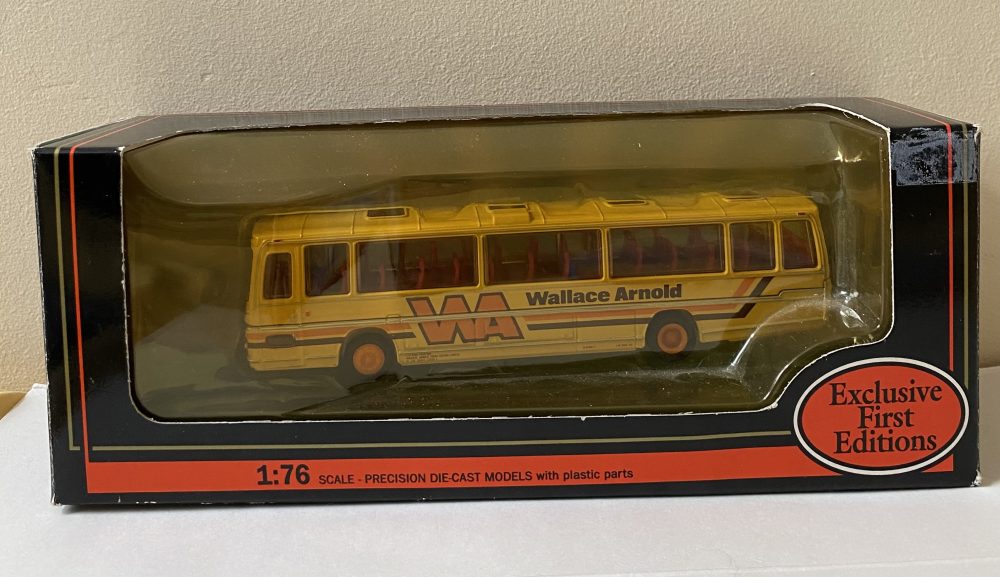 WA Wallace Arnold
Exclusive
First
Editions
1:76 SCALE - PRECISION DIE-CAST MODELS with plastic parts